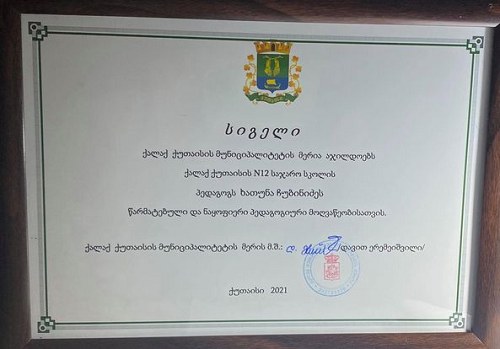 სიგელი
ქალაქ ქუთაისის მუნიციპალიტეტის მერია აჯილდოებს
ქალაქ ქუთაისის N12 საჯარო სკოლის
პედაგოგს ხათუნა ჩუბინიძეს
წარმატებული და ნაყოფიერი პედაგოგიური მოღვაწეობისათვის.
ქალაქ ქუთაისის მუნიციპალიტეტის მერის მ.შ.: /დავით ერემეიშვილი/
ქუთაისი 2021